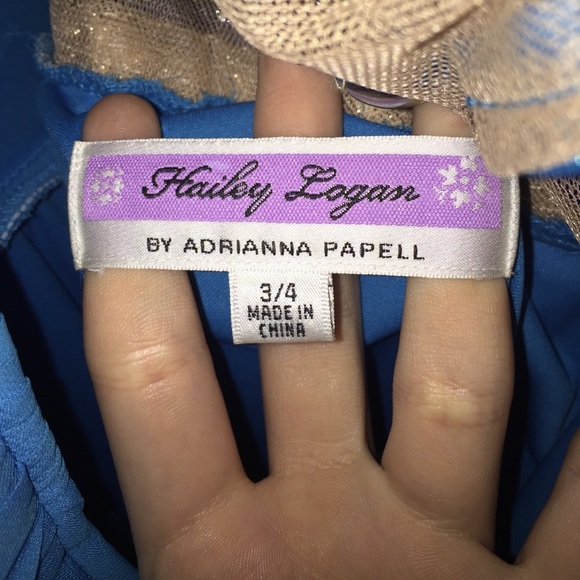 Hailey Logan
BY ADRIANNA PAPELL
3/4
MADE IN
CHINA